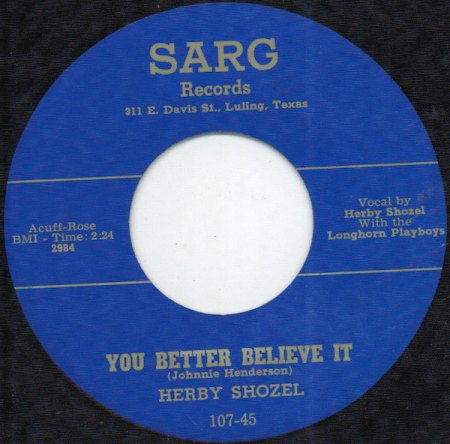 SARG
Records
311 E. Davis St., Luling, Texas
Acuff-Rose
BMI - Time: 2:24
2984
Vocal by
Herby Shozel
With the
Longhorn Playboys
YOU BETTER BELIEVE IT
(Johnnie Henderson)
HERBY SHOZEL
107-45